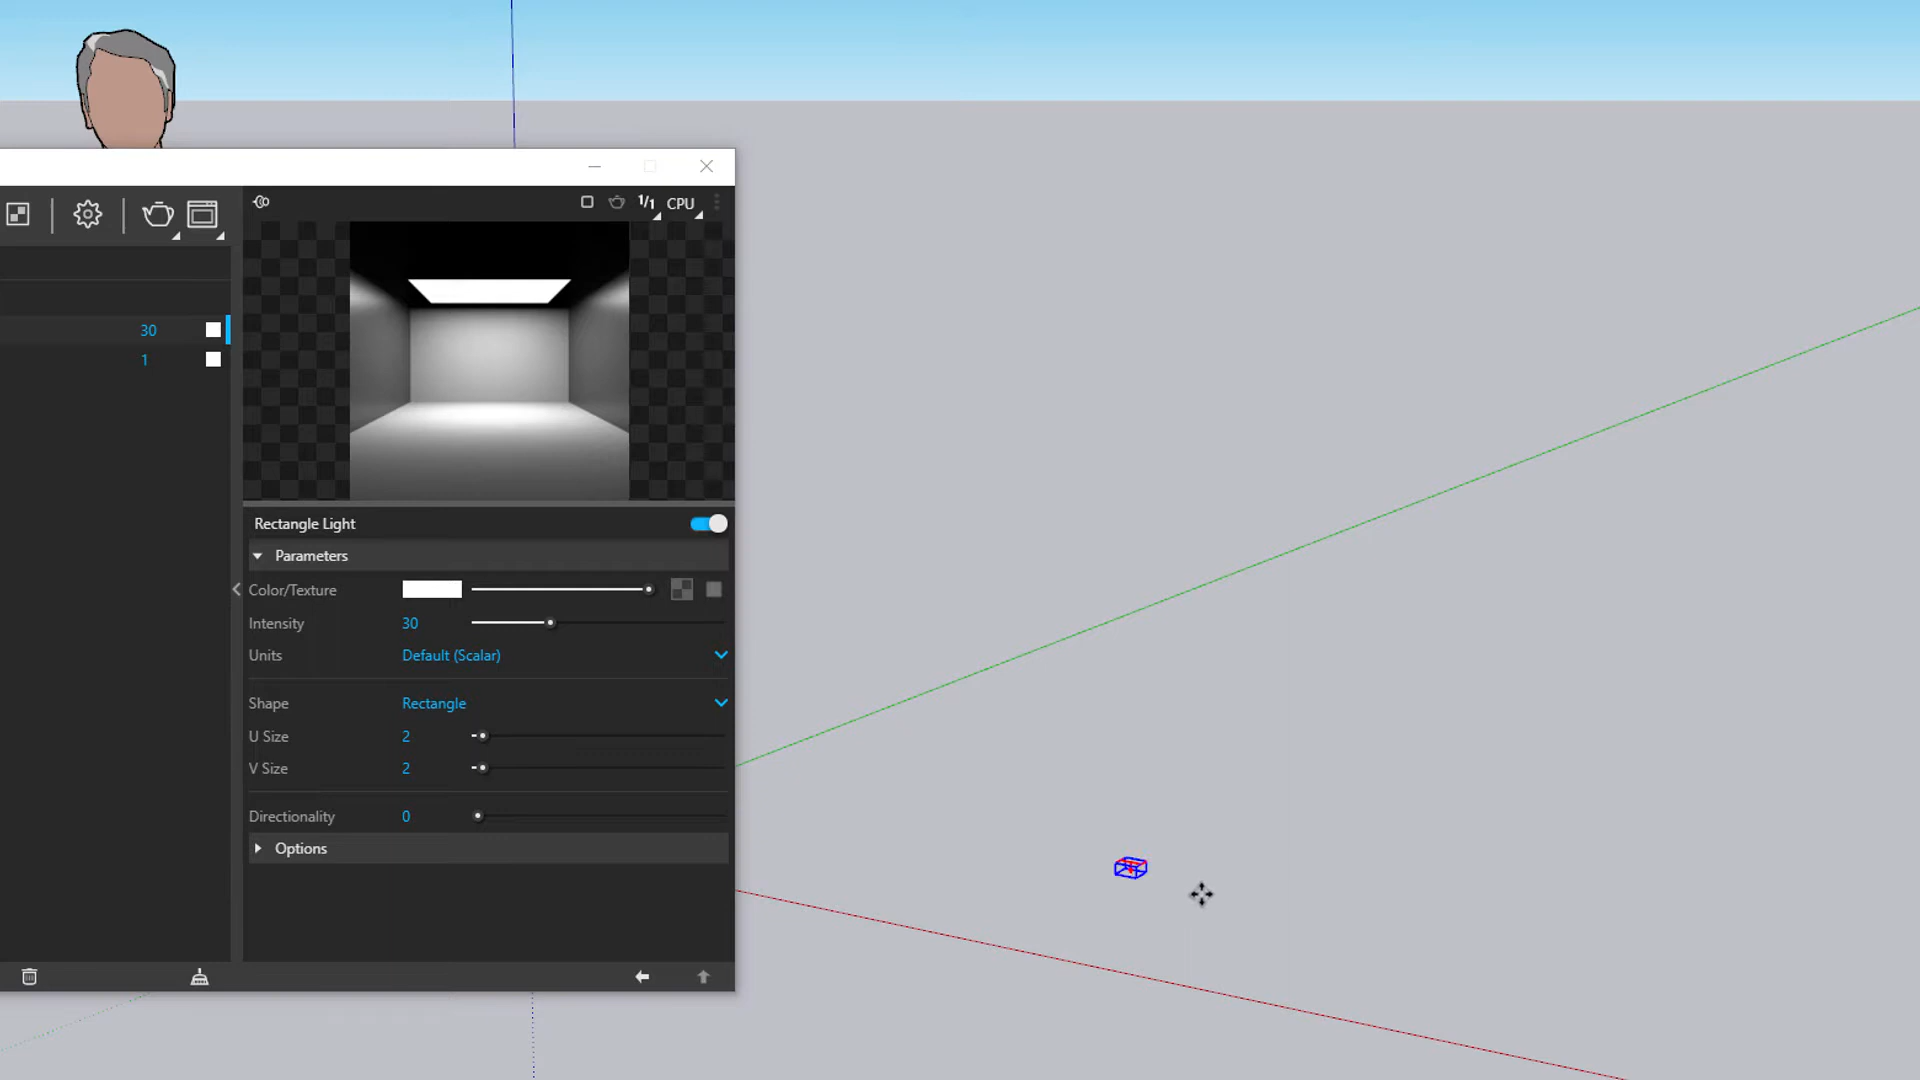 1/1 CPU
30
1
Rectangle Light
Parameters
Color/Texture
Intensity 30
Units Default (Scalar)
Shape Rectangle
U Size 2
V Size 2
Directionality 0
Options